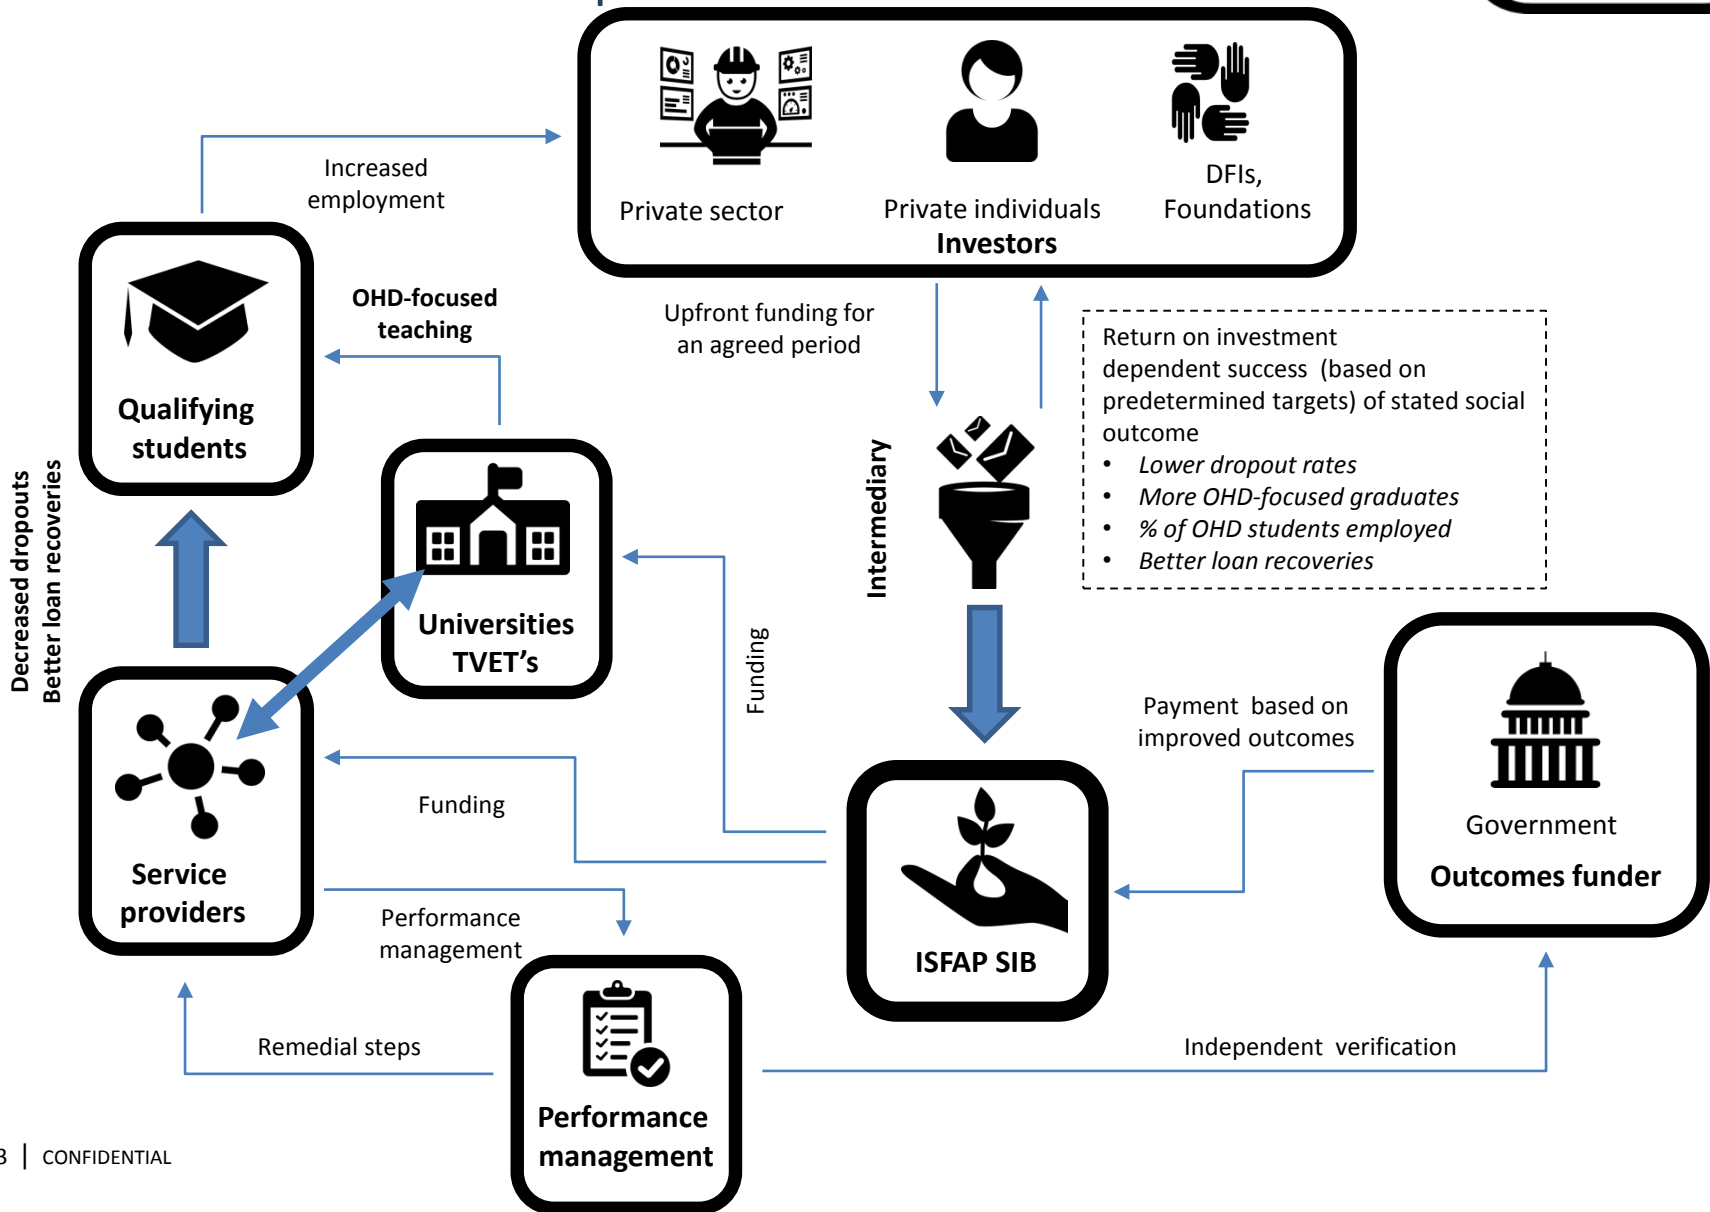 Private sector
Private individuals
DFIs,
Foundations
Investors
Increased
employment
OHD-focused
teaching
Qualifying
students
Upfront funding for
an agreed period
Return on investment
dependent success (based on
predetermined targets) of stated social
outcome
• Lower dropout rates
• More OHD-focused graduates
• % of OHD students employed
• Better loan recoveries
Intermediary
Decreased dropouts
Better loan recoveries
Universities
TVET's
Funding
Payment based on
improved outcomes
Government
Outcomes funder
Funding
Service
providers
Performance
management
ISFAP SIB
Remedial steps
Independent verification
Performance
management
3 | CONFIDENTIAL